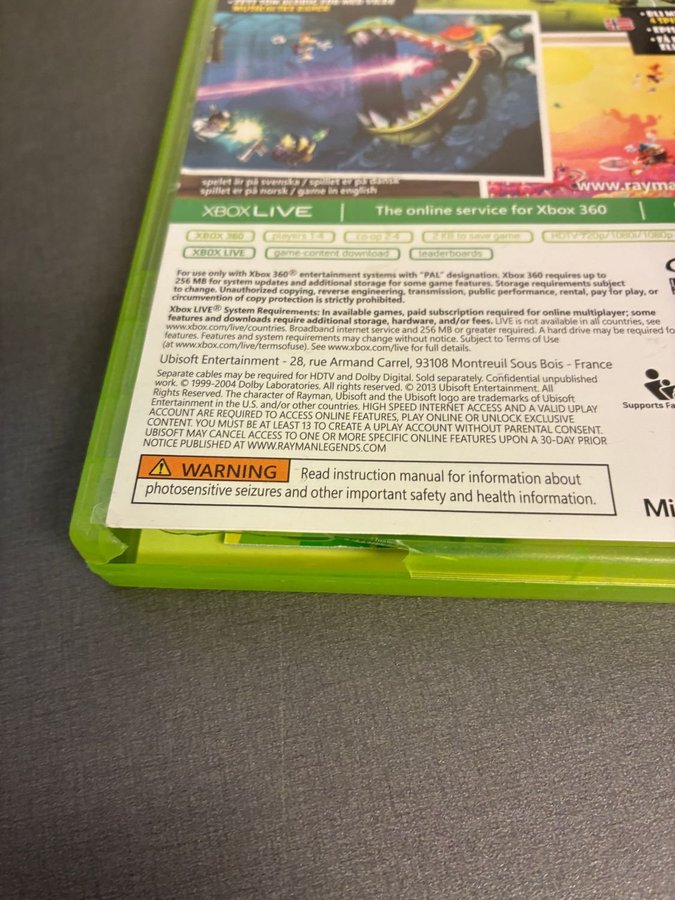 MED
4 SPE
• EPIS
• PÅ
spelet är på svenska / spillet er på dansk
spillet er på norsk / game in english
www.rayma
XBOX LIVE The online service for Xbox 360
XBOX 360 players 1-4 co-op 2-4 2 KB to save game HDTV 720p/1080i/1080p
XBOX LIVE game-content download leaderboards
For use only with Xbox 360® entertainment systems with "PAL" designation. Xbox 360 requires up to
256 MB for system updates and additional storage for some game features. Storage requirements subject
to change. Unauthorized copying, reverse engineering, transmission, public performance, rental, pay for play, or
circumvention of copy protection is strictly prohibited.
Xbox LIVE® System Requirements: In available games, paid subscription required for online multiplayer; some
features and downloads require additional storage, hardware, and/or fees. LIVE is not available in all countries, see
www.xbox.com/live/countries. Broadband internet service and 256 MB or greater required. A hard drive may be required fo
features. Features and system requirements may change without notice. Subject to Terms of Use
(at www.xbox.com/live/termsofuse). See www.xbox.com/live for full details.
Ubisoft Entertainment - 28, rue Armand Carrel, 93108 Montreuil Sous Bois - France
Separate cables may be required for HDTV and Dolby Digital. Sold separately. Confidential unpublished
work. © 1999-2004 Dolby Laboratories. All rights reserved. © 2013 Ubisoft Entertainment. All
Rights Reserved. The character of Rayman, Ubisoft and the Ubisoft logo are trademarks of Ubisoft
Entertainment in the U.S. and/or other countries. HIGH SPEED INTERNET ACCESS AND A VALID UPLAY
ACCOUNT ARE REQUIRED TO ACCESS ONLINE FEATURES, PLAY ONLINE OR UNLOCK EXCLUSIVE
CONTENT. YOU MUST BE AT LEAST 13 TO CREATE A UPLAY ACCOUNT WITHOUT PARENTAL CONSENT.
UBISOFT MAY CANCEL ACCESS TO ONE OR MORE SPECIFIC ONLINE FEATURES UPON A 30-DAY PRIOR
NOTICE PUBLISHED AT WWW.RAYMANLEGENDS.COM
Supports Fa
WARNING Read instruction manual for information about
photosensitive seizures and other important safety and health information.
Mi